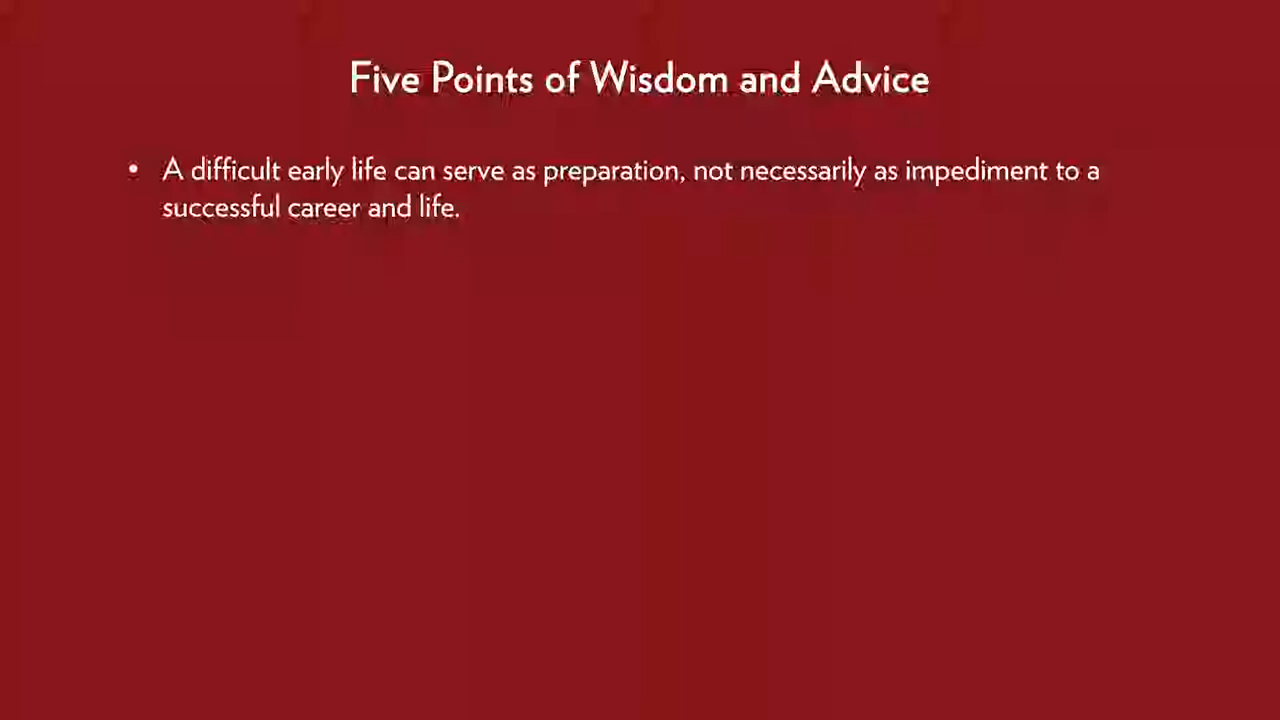 Five Points of Wisdom and Advice
• A difficult early life can serve as preparation, not necessarily as impediment to a
successful career and life.